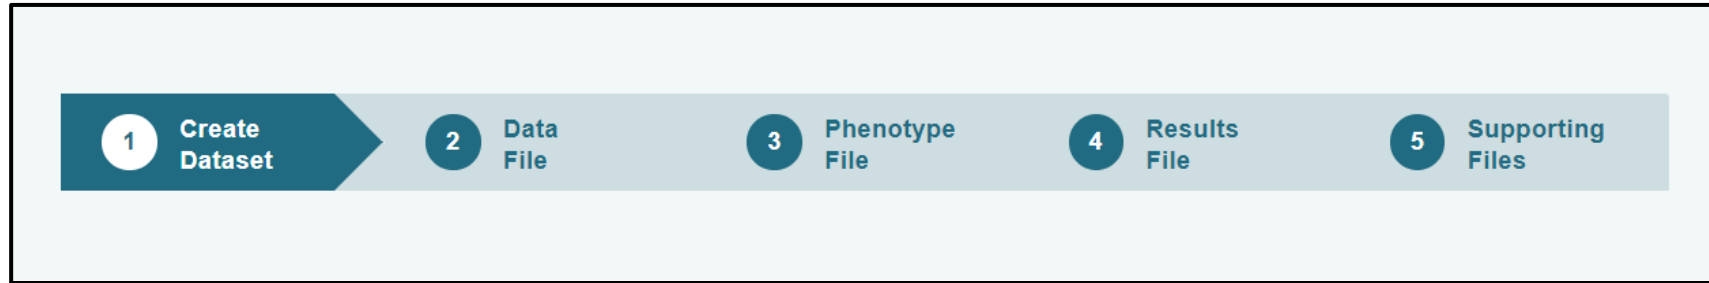 1
Create
Dataset
2
Data
File
3
Phenotype
File
4
Results
File
5
Supporting
Files